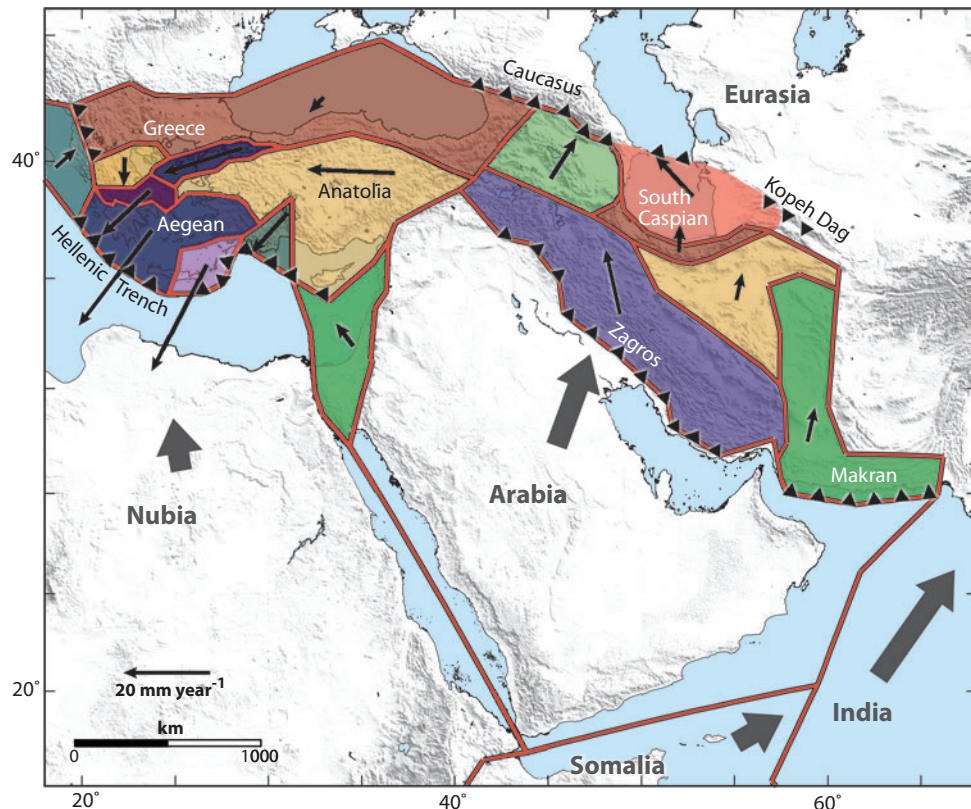 Caucasus
Eurasia
Greece
40˚
Anatolia
South
Caspian
Kopeh Dag
Aegean
Hellenic Trench
Zagros
Makran
Arabia
Nubia
20 mm year-1
20˚
km
0 1000
India
Somalia
20˚ 40˚ 60˚